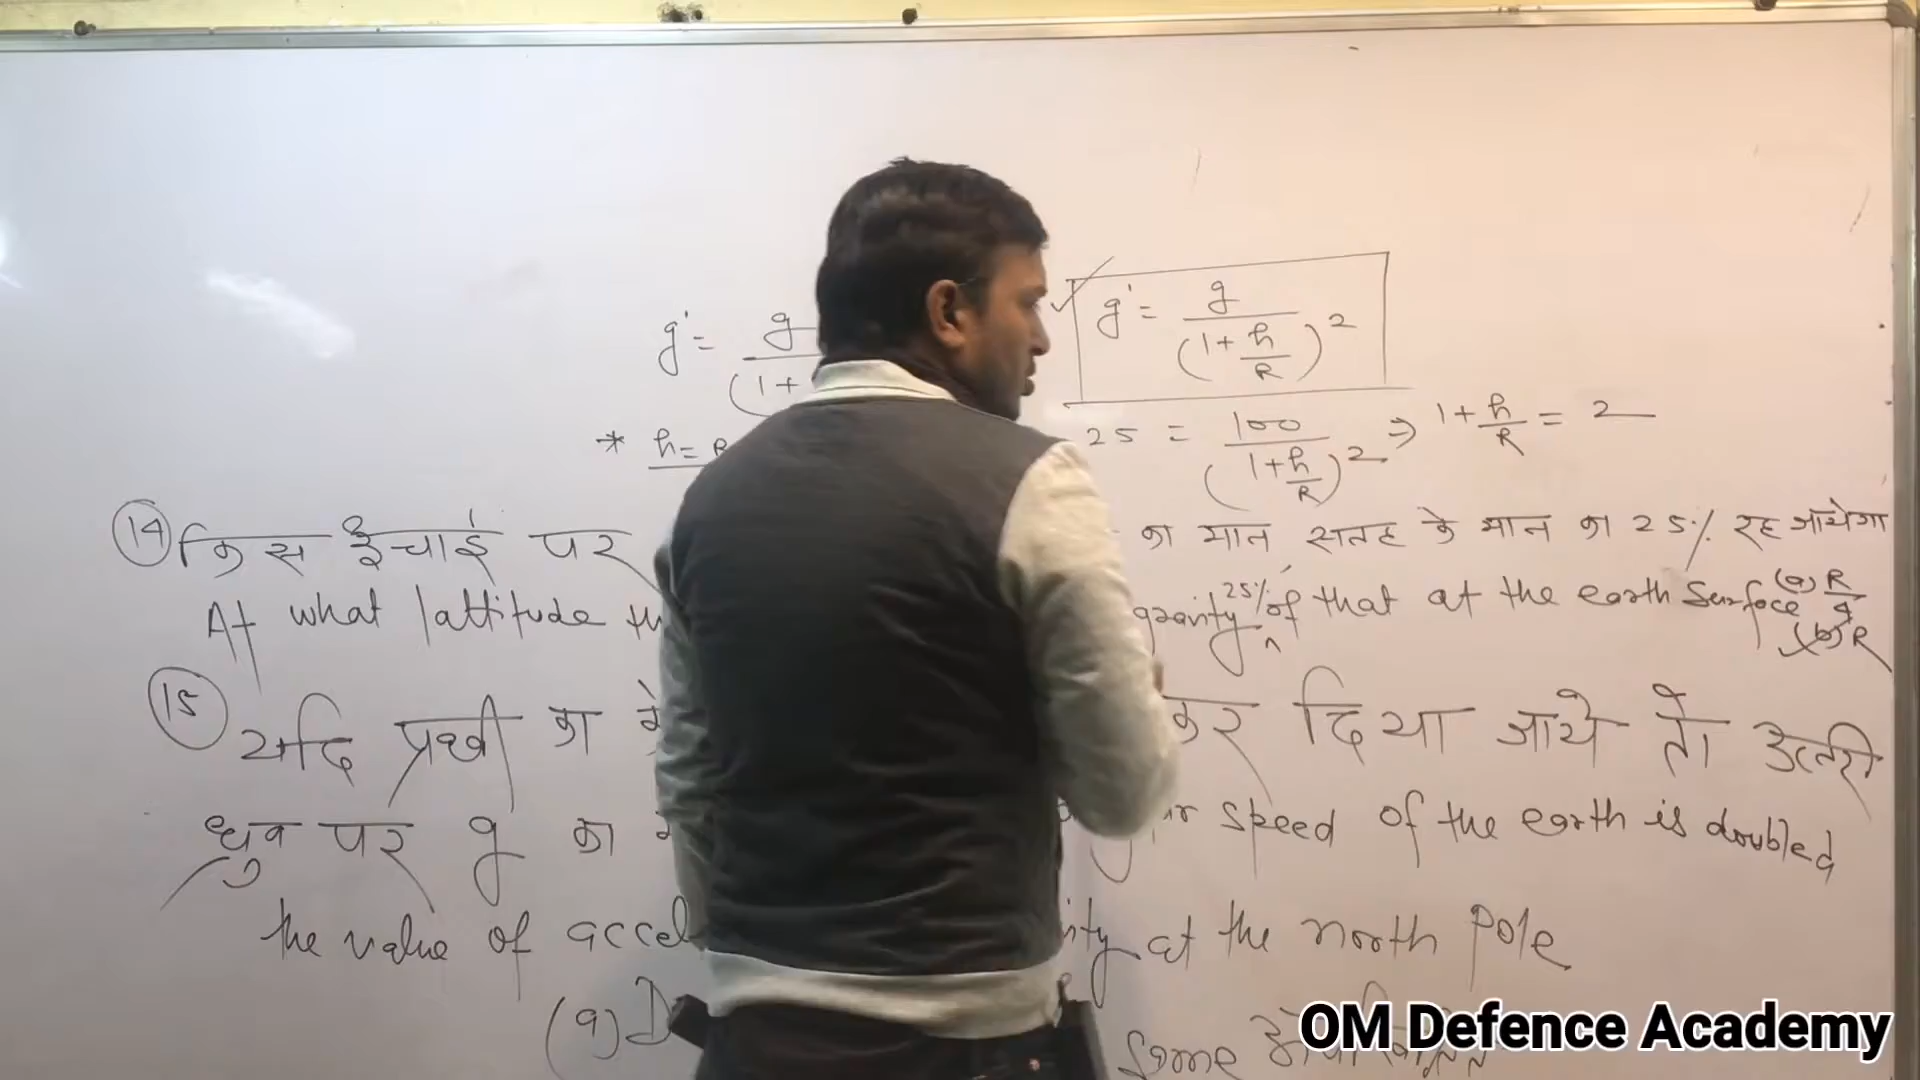 g' = g / (1+
g' = g / (1 + h/R)²
* h = R
25 = 100 / (1 + h/R)² ⇒ 1 + h/R = 2
(14) किस ऊँचाई पर का मान सतह के मान का 25% रह जायेगा
At what lattitude gravity 25% of that at the earth surface (a) R/4
(b) R
(15) यदि प्रथ्वी का कर दिया जाये तो उत्तरी
ध्रुव पर g का speed of the earth is doubled
the value of accel at the north pole
(a) D same
OM Defence Academy